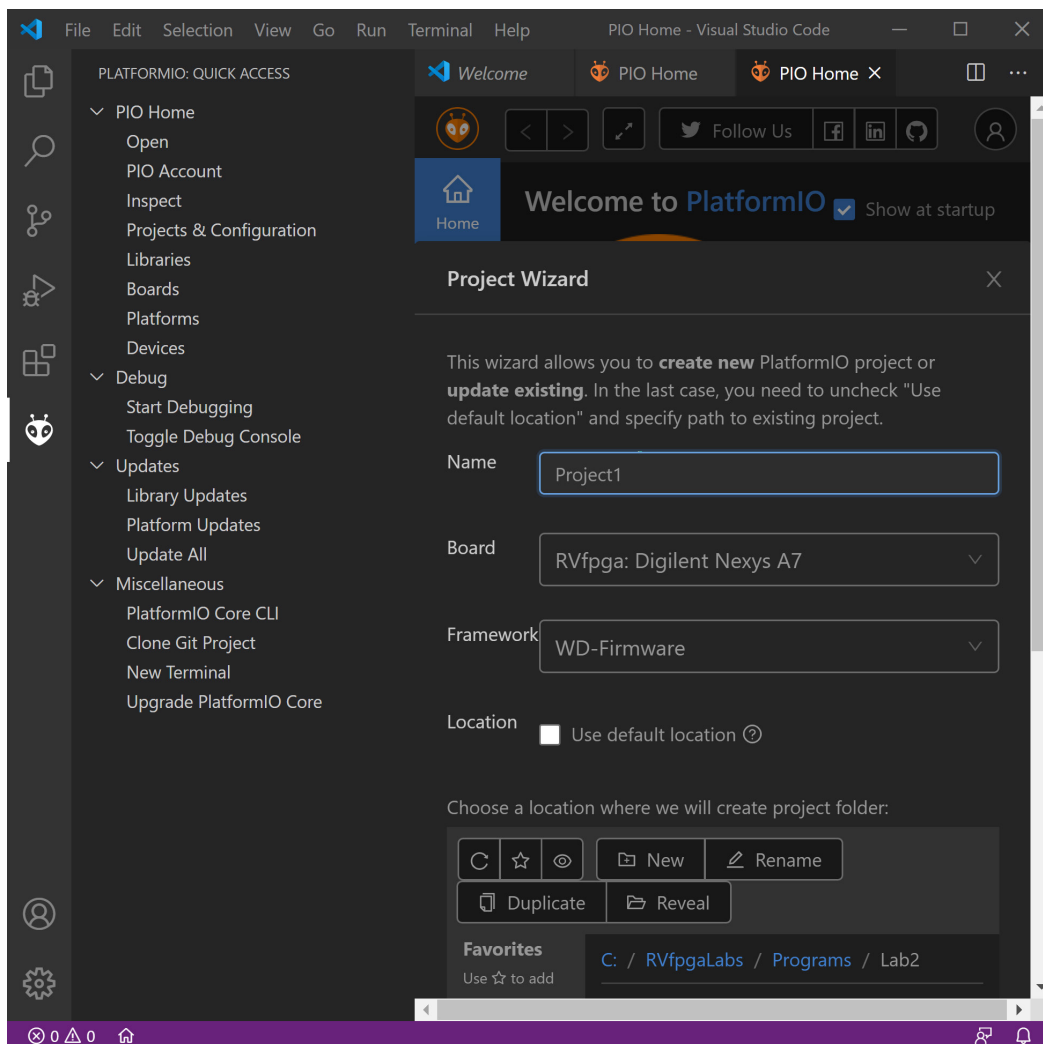 File Edit Selection View Go Run Terminal Help PIO Home - Visual Studio Code
PLATFORMIO: QUICK ACCESS
PIO Home
Open
PIO Account
Inspect
Projects & Configuration
Libraries
Boards
Platforms
Devices
Debug
Start Debugging
Toggle Debug Console
Updates
Library Updates
Platform Updates
Update All
Miscellaneous
PlatformIO Core CLI
Clone Git Project
New Terminal
Upgrade PlatformIO Core
Welcome PIO Home PIO Home
Follow Us
Home
Welcome to PlatformIO Show at startup
Project Wizard
This wizard allows you to create new PlatformIO project or
update existing. In the last case, you need to uncheck "Use
default location" and specify path to existing project.
Name Project1
Board RVfpga: Digilent Nexys A7
Framework WD-Firmware
Location Use default location
Choose a location where we will create project folder:
New Rename
Duplicate Reveal
Favorites
Use ☆ to add
C: / RVfpgaLabs / Programs / Lab2
0 0